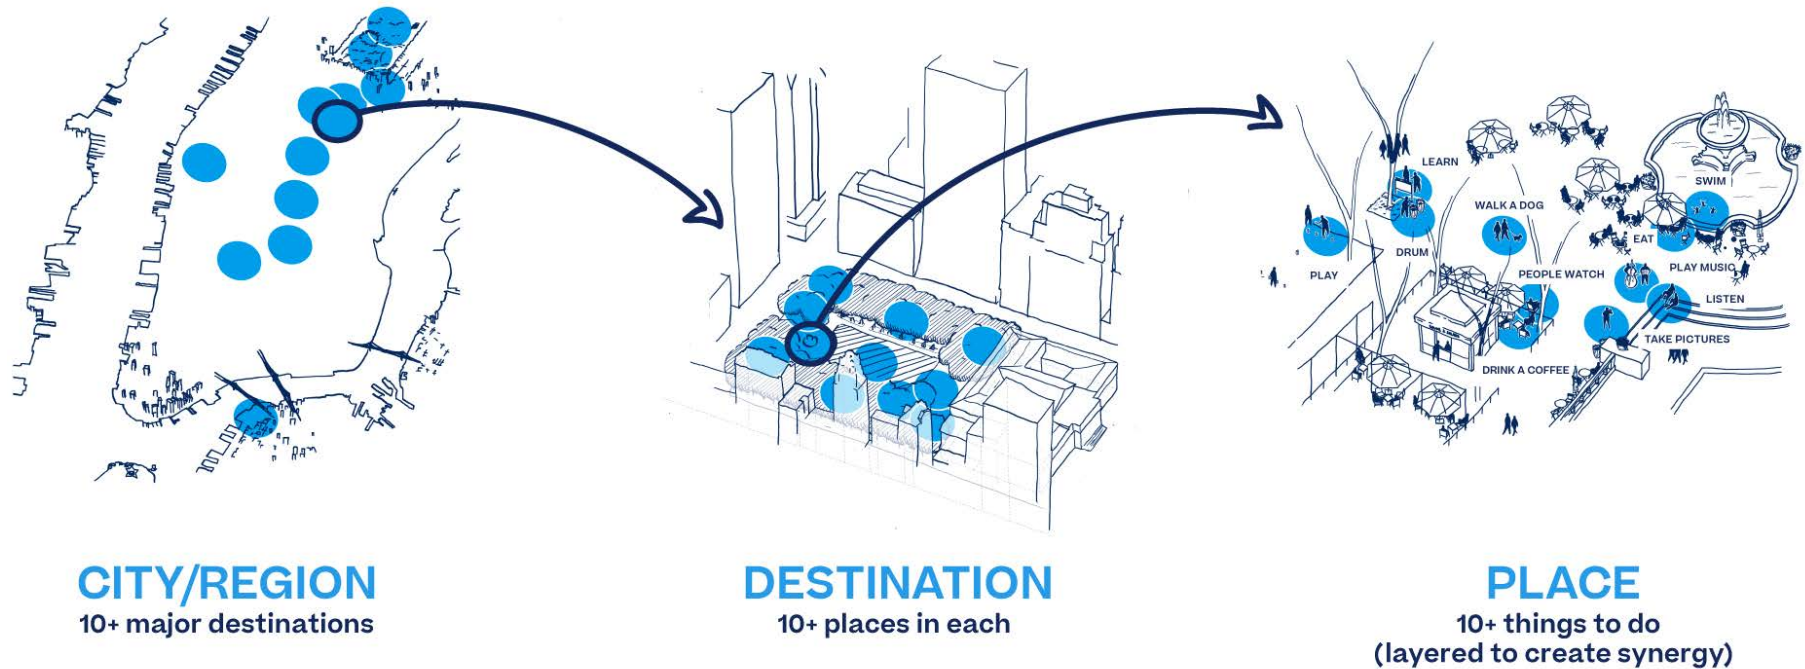 LEARN
SWIM
WALK A DOG
EAT
DRUM
PLAY
PEOPLE WATCH
PLAY MUSIC
LISTEN
TAKE PICTURES
DRINK A COFFEE
CITY/REGION
10+ major destinations
DESTINATION
10+ places in each
PLACE
10+ things to do
(layered to create synergy)